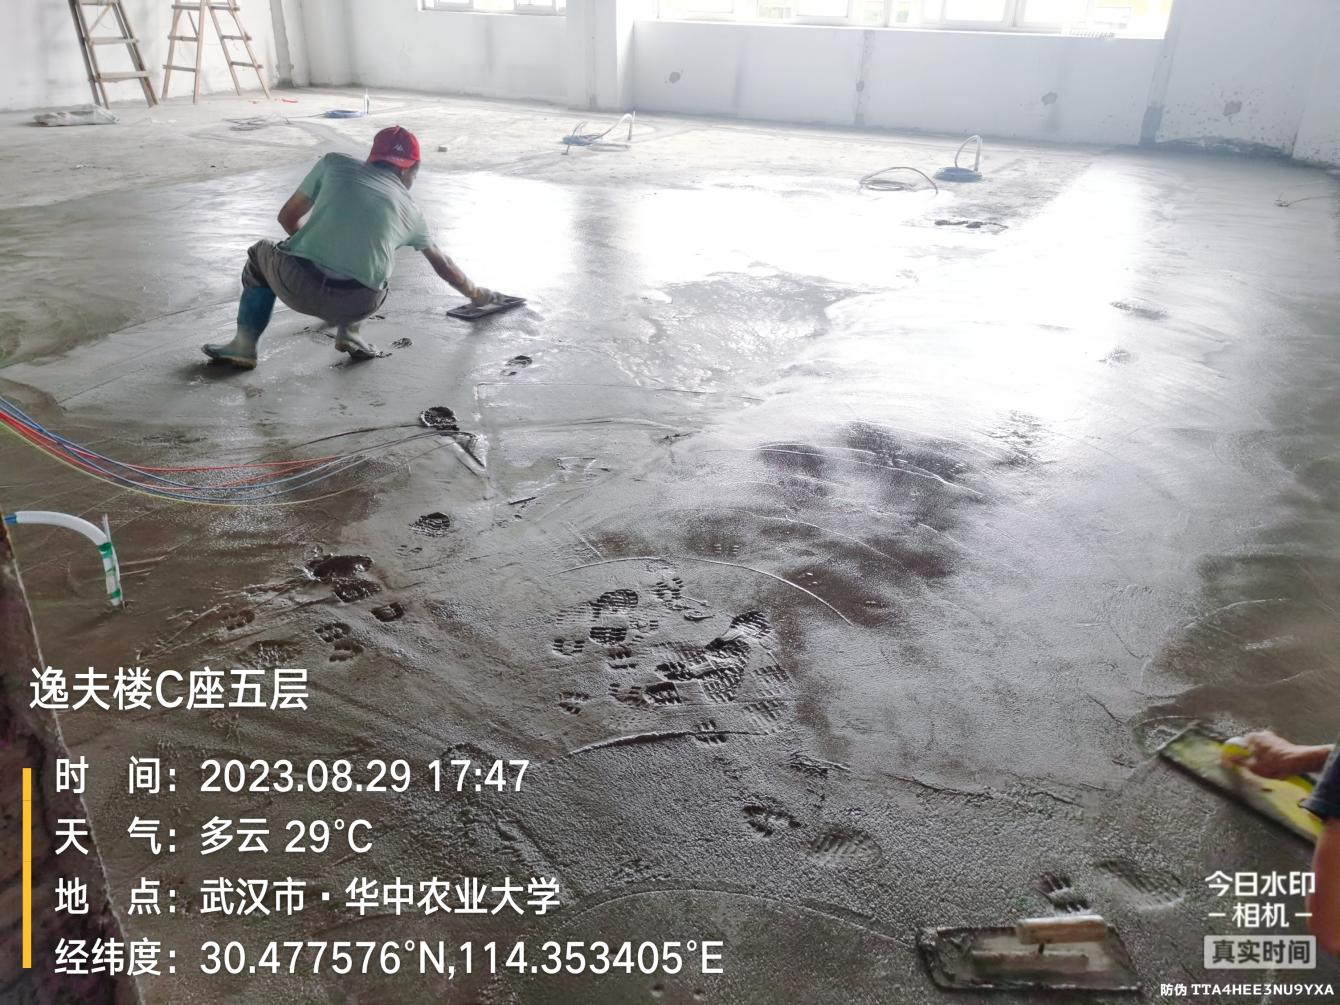 逸夫楼C座五层
时 间：2023.08.29 17:47
天 气：多云 29℃
地 点：武汉市·华中农业大学
经纬度：30.477576°N,114.353405°E
今日水印
-相机-
真实时间
防伪 TTA4HEE3NU9YXA